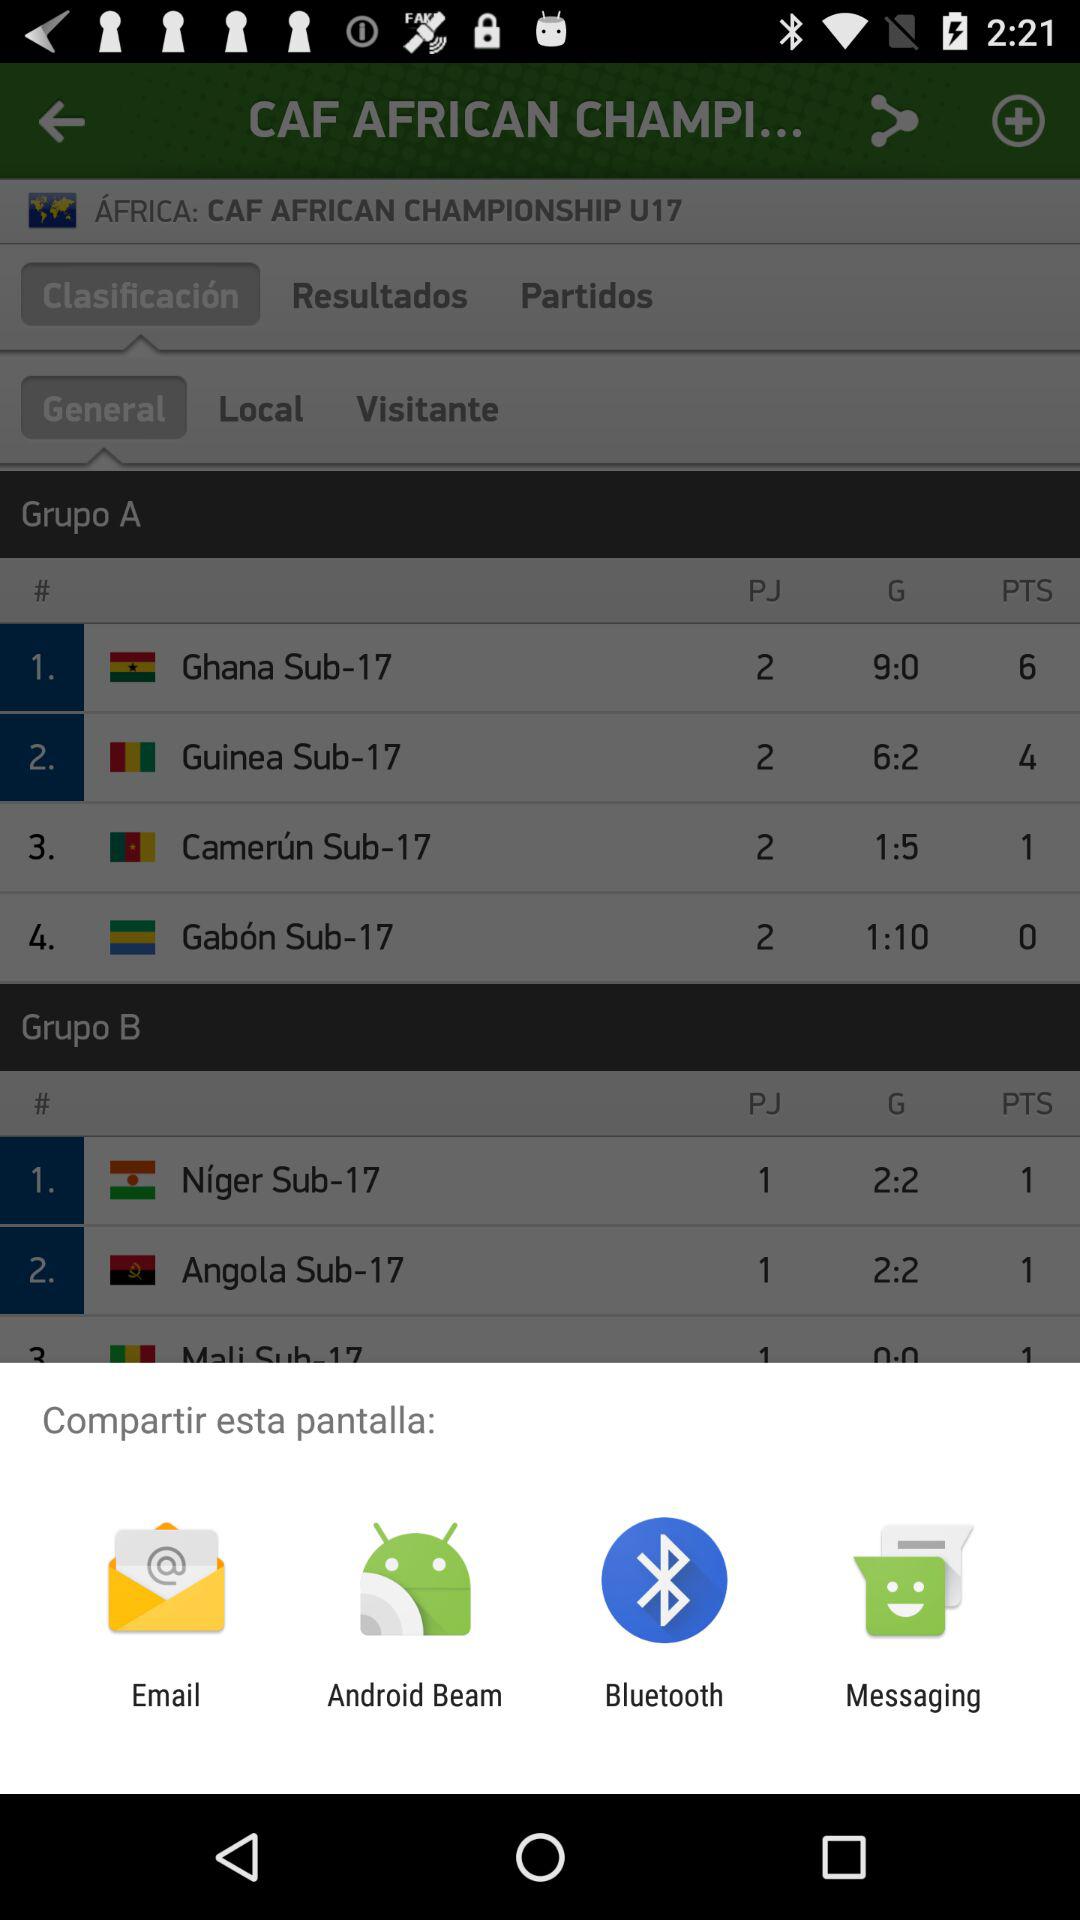 FAKE
2:21
CAF AFRICAN CHAMPI...
ÁFRICA: CAF AFRICAN CHAMPIONSHIP U17
Clasificación Resultados Partidos
General Local Visitante
Grupo A
# PJ G PTS
1. Ghana Sub-17 2 9:0 6
2. Guinea Sub-17 2 6:2 4
3. Camerún Sub-17 2 1:5 1
4. Gabón Sub-17 2 1:10 0
Grupo B
# PJ G PTS
1. Níger Sub-17 1 2:2 1
2. Angola Sub-17 1 2:2 1
3. Mali Sub-17 1 0:0 1
Compartir esta pantalla:
Email Android Beam Bluetooth Messaging